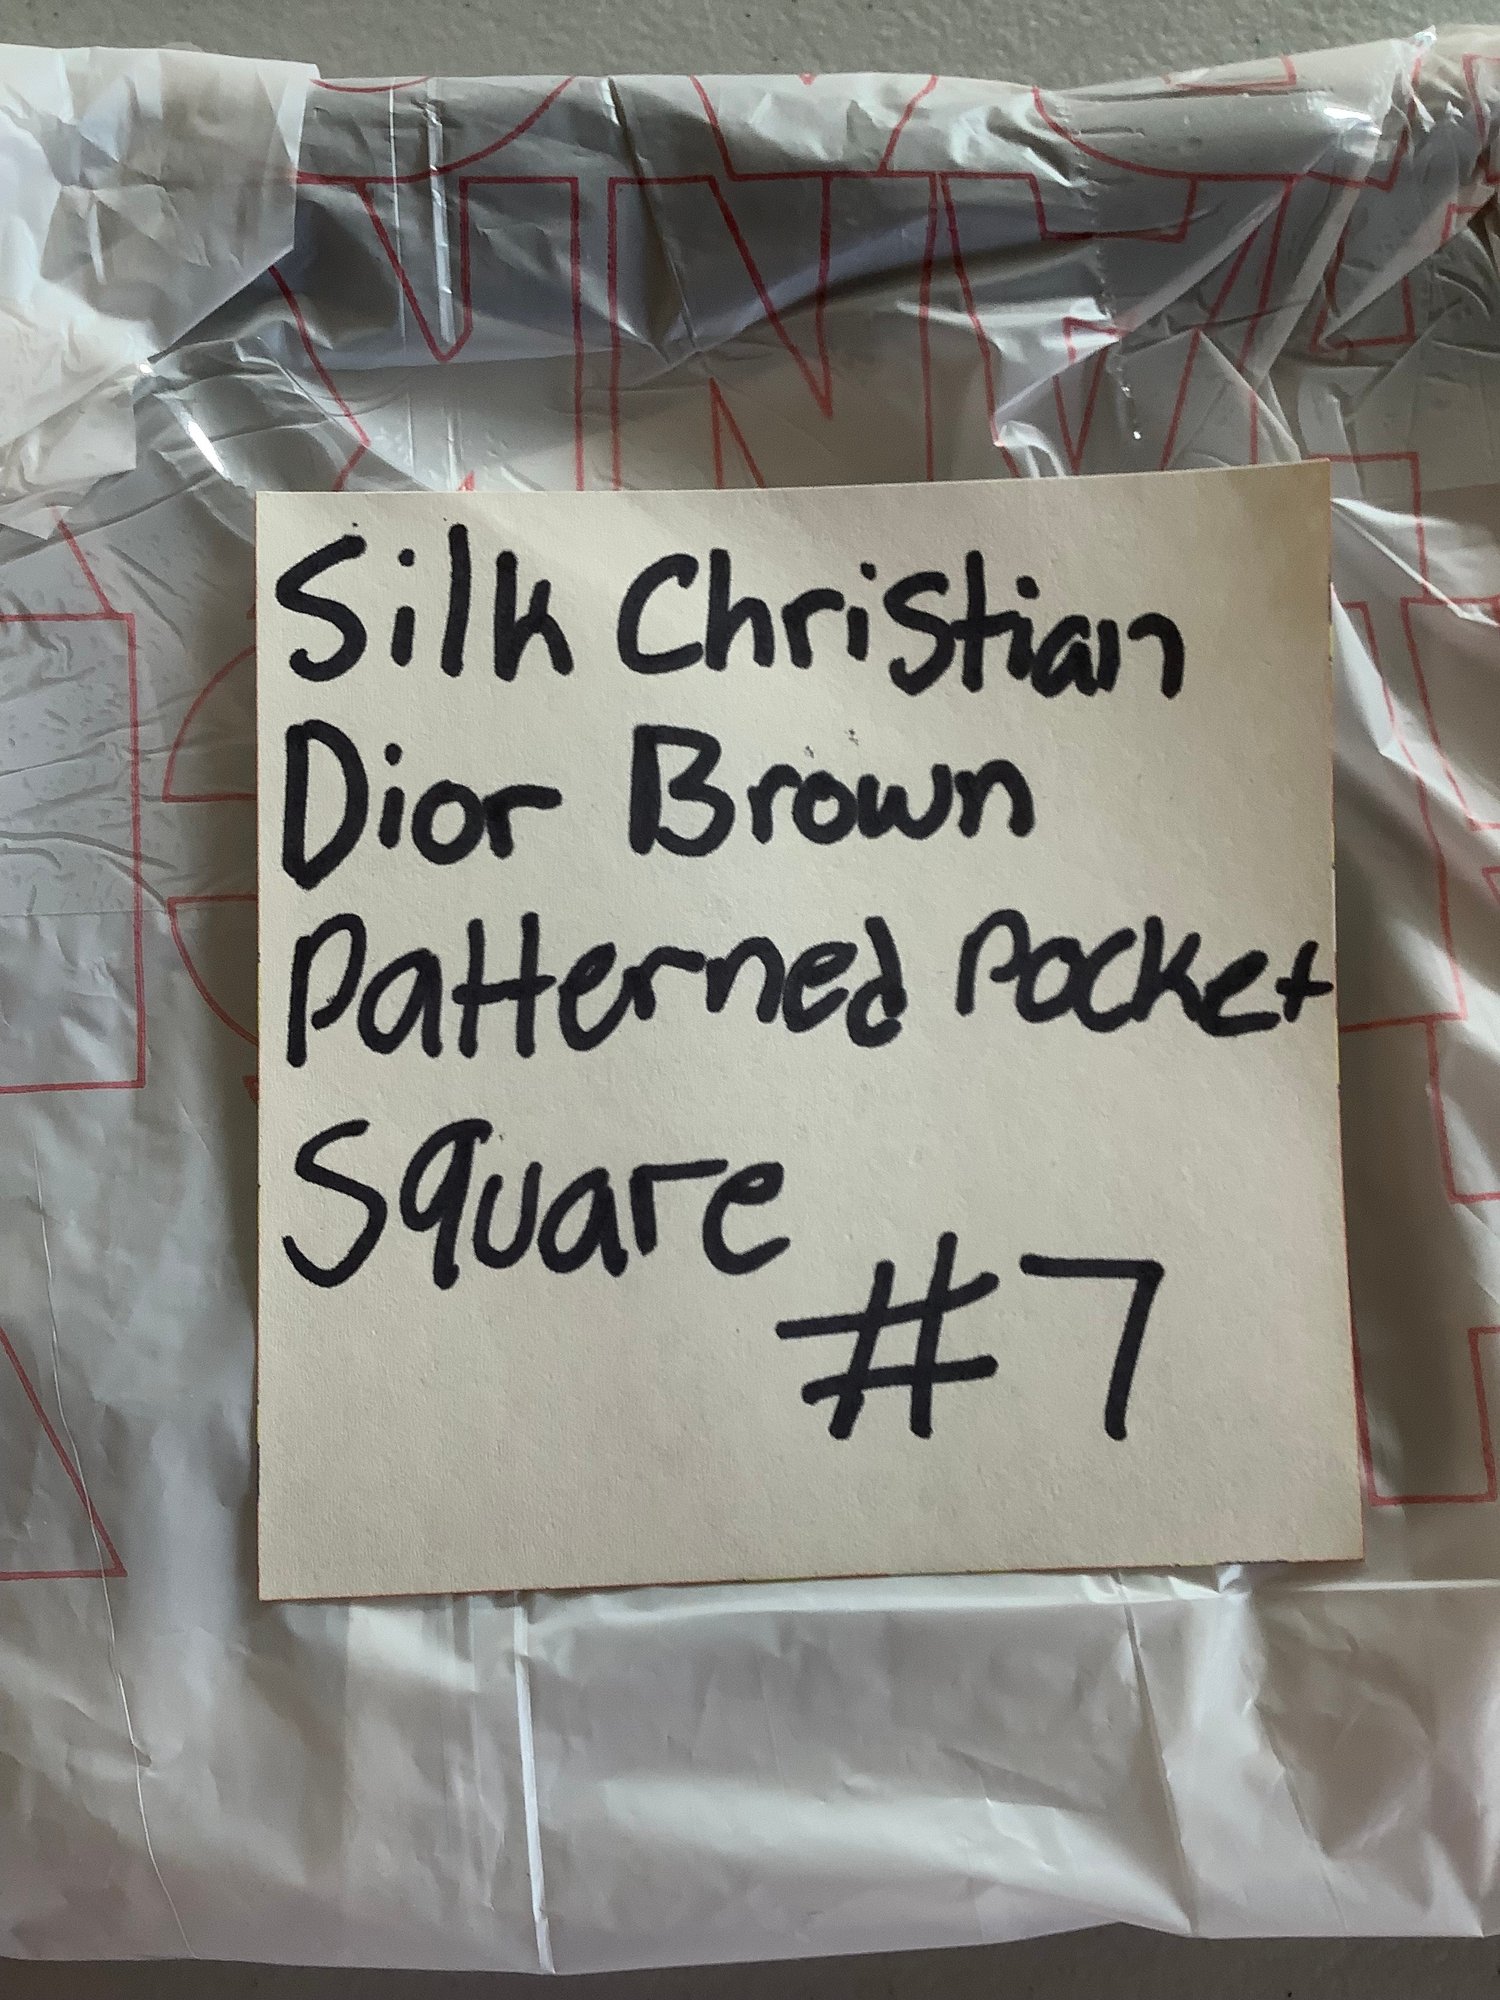 Silk Christian
Dior Brown
Patterned Pocket
Square
#7